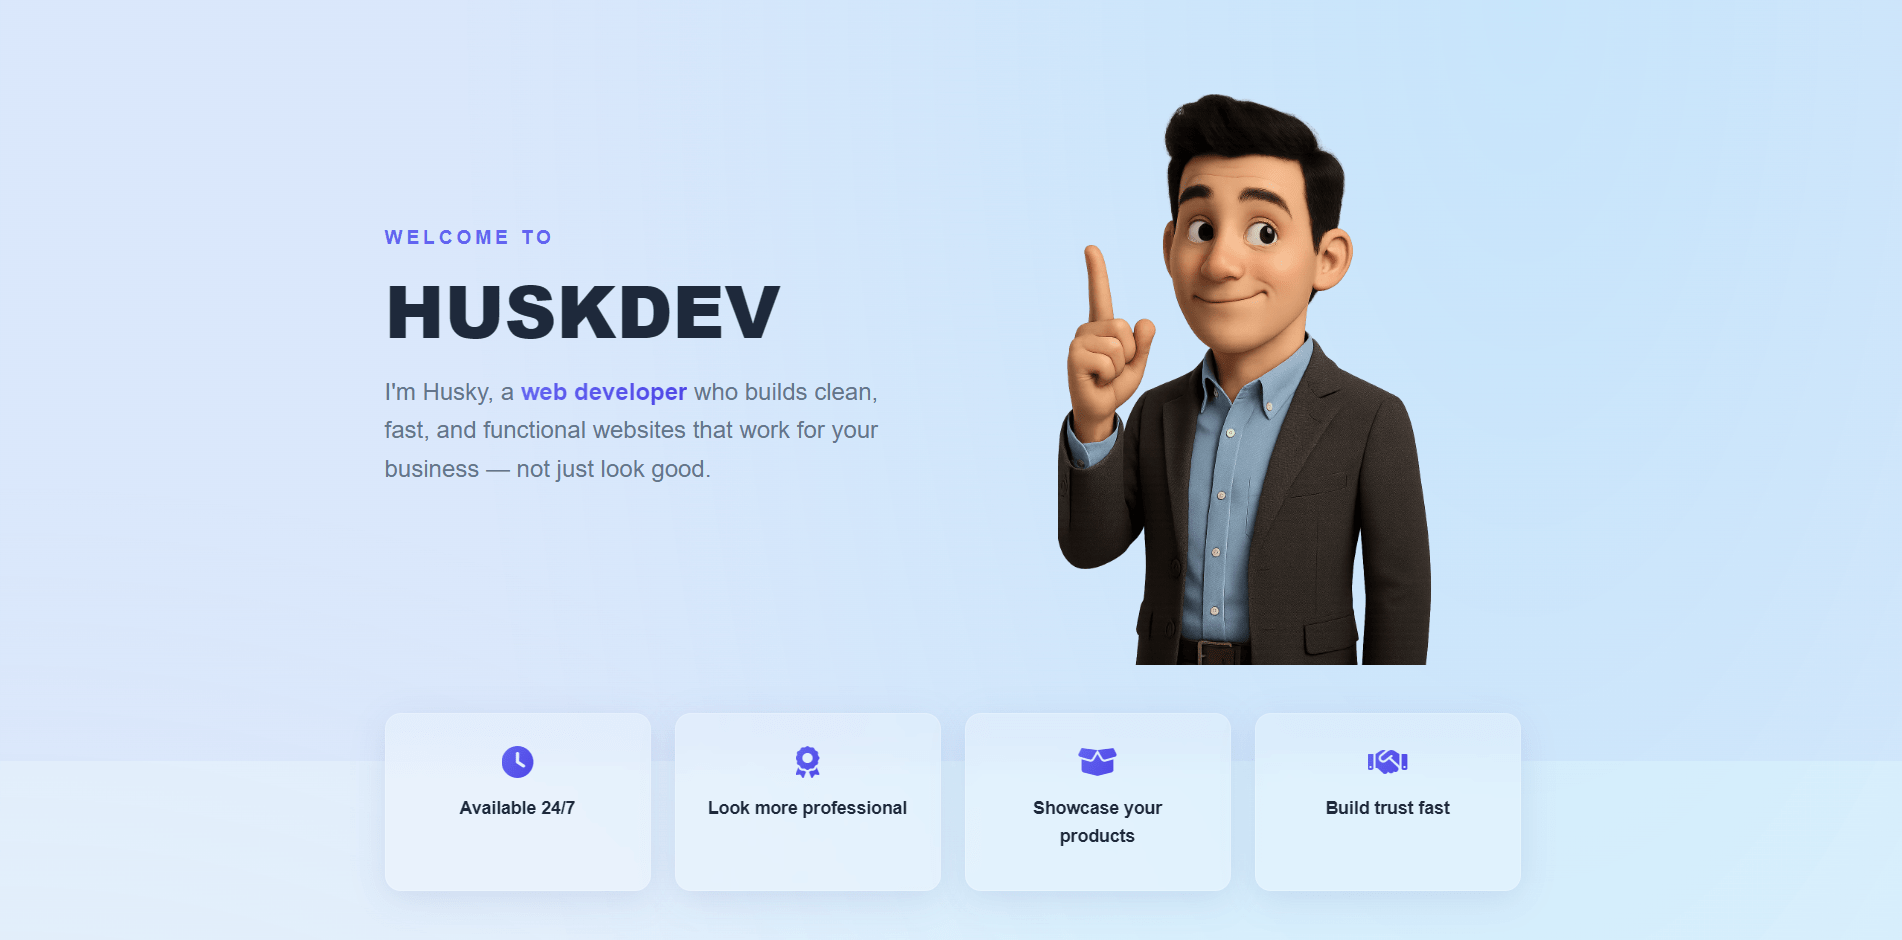 WELCOME TO
HUSKDEV
I'm Husky, a web developer who builds clean,
fast, and functional websites that work for your
business — not just look good.
Available 24/7
Look more professional
Showcase your
products
Build trust fast